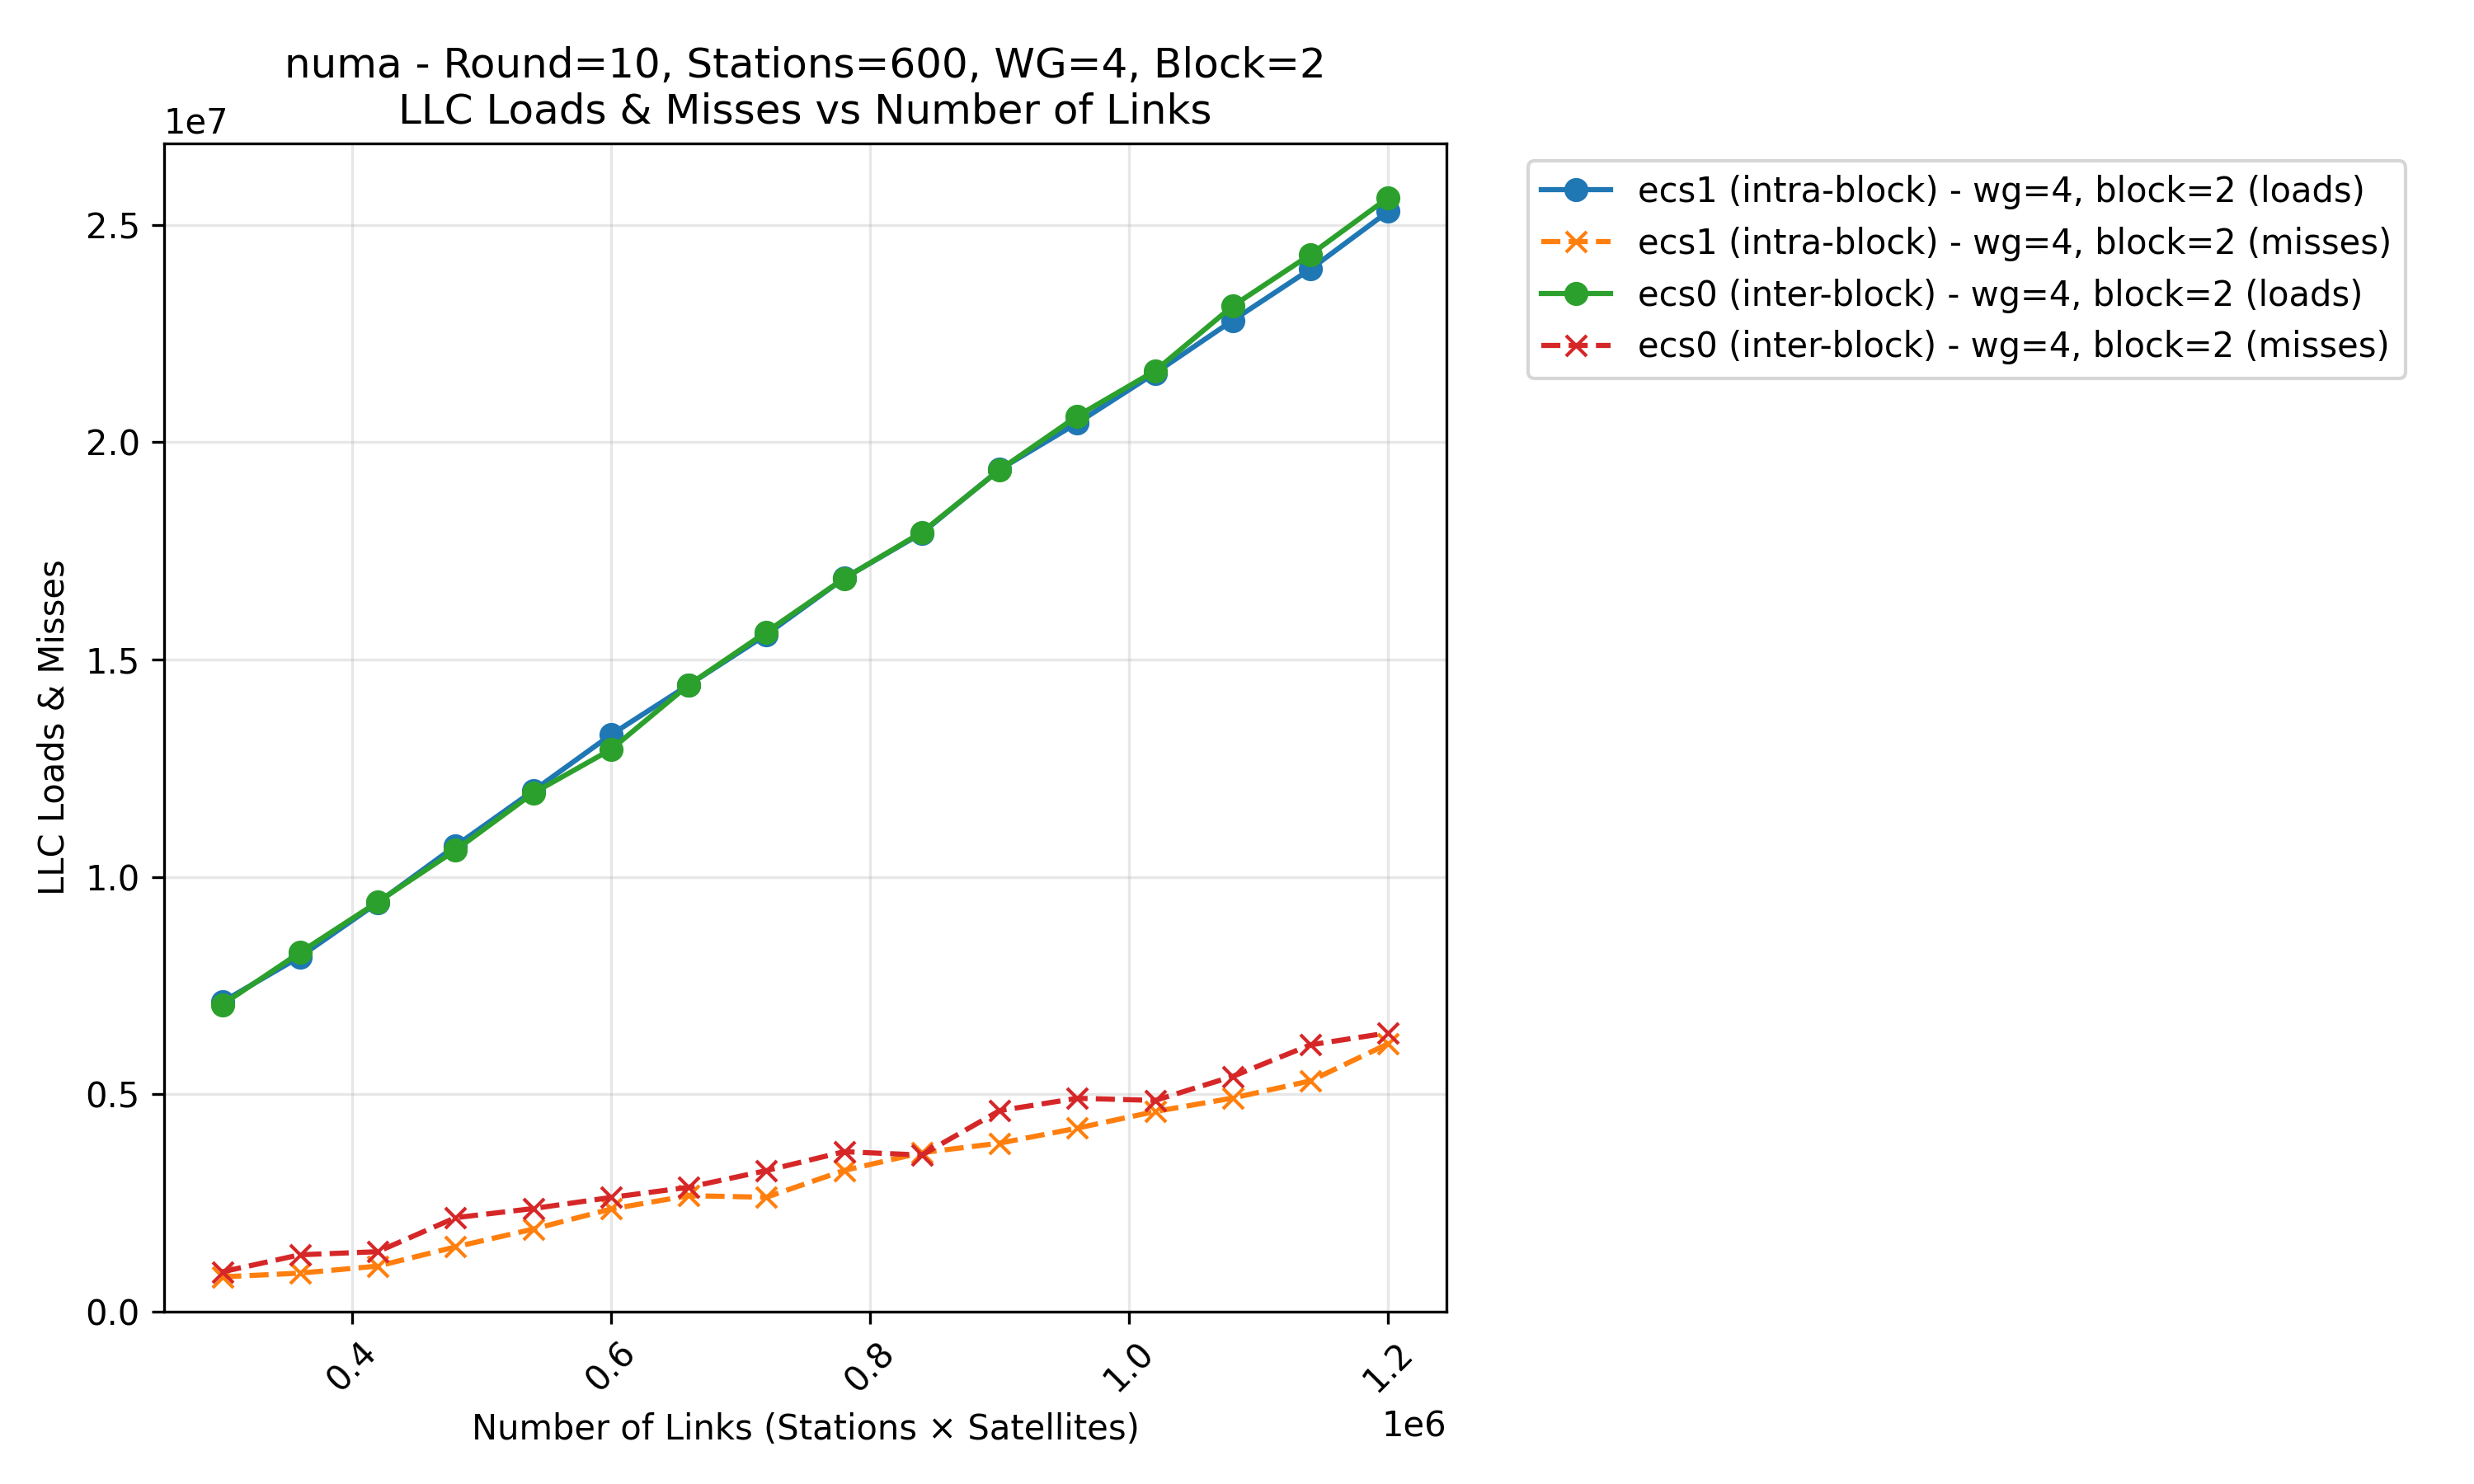 numa - Round=10, Stations=600, WG=4, Block=2
LLC Loads & Misses vs Number of Links
1e7
2.5
2.0
1.5
1.0
0.5
0.0
LLC Loads & Misses
0.4
0.6
0.8
1.0
1.2
1e6
Number of Links (Stations × Satellites)
ecs1 (intra-block) - wg=4, block=2 (loads)
ecs1 (intra-block) - wg=4, block=2 (misses)
ecs0 (inter-block) - wg=4, block=2 (loads)
ecs0 (inter-block) - wg=4, block=2 (misses)